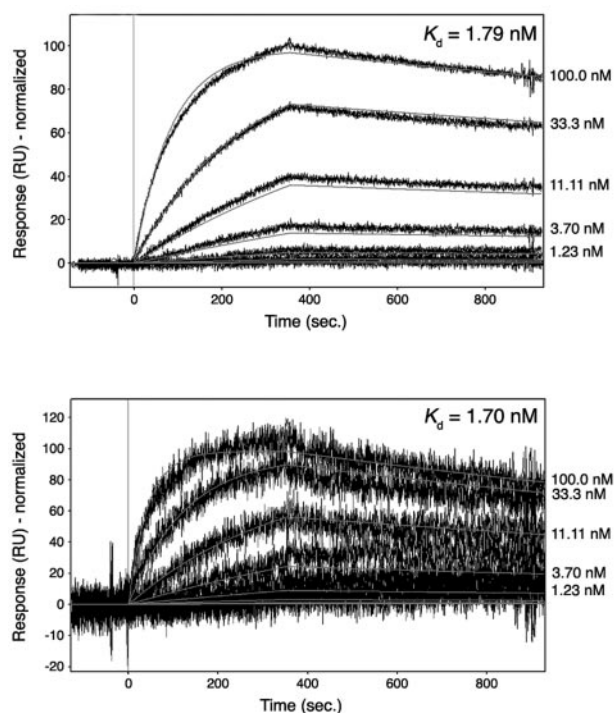 Kd = 1.79 nM
Response (RU) - normalized
100
80
60
40
20
0
100.0 nM
33.3 nM
11.11 nM
3.70 nM
1.23 nM
0
200
400
600
800
Time (sec.)
Kd = 1.70 nM
Response (RU) - normalized
120
100
80
60
40
20
0
-10
-20
100.0 nM
33.3 nM
11.11 nM
3.70 nM
1.23 nM
0
200
400
600
800
Time (sec.)